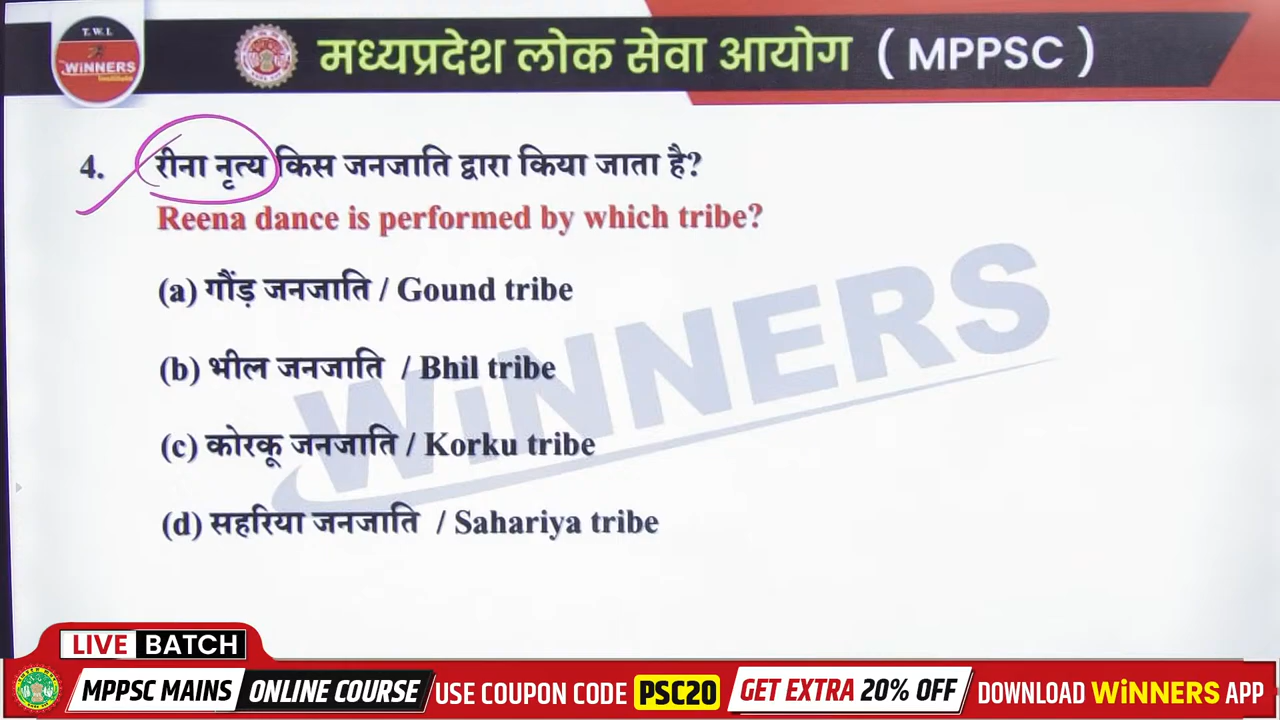 T.W.I.
WiNNERS
Institute
मध्यप्रदेश लोक सेवा आयोग ( MPPSC )
4. रीना नृत्य किस जनजाति द्वारा किया जाता है?
Reena dance is performed by which tribe?
(a) गौंड़ जनजाति / Gound tribe
(b) भील जनजाति / Bhil tribe
(c) कोरकू जनजाति / Korku tribe
(d) सहरिया जनजाति / Sahariya tribe
WiNNERS
LIVE BATCH
MPPSC MAINS ONLINE COURSE USE COUPON CODE PSC20 GET EXTRA 20% OFF DOWNLOAD WiNNERS APP